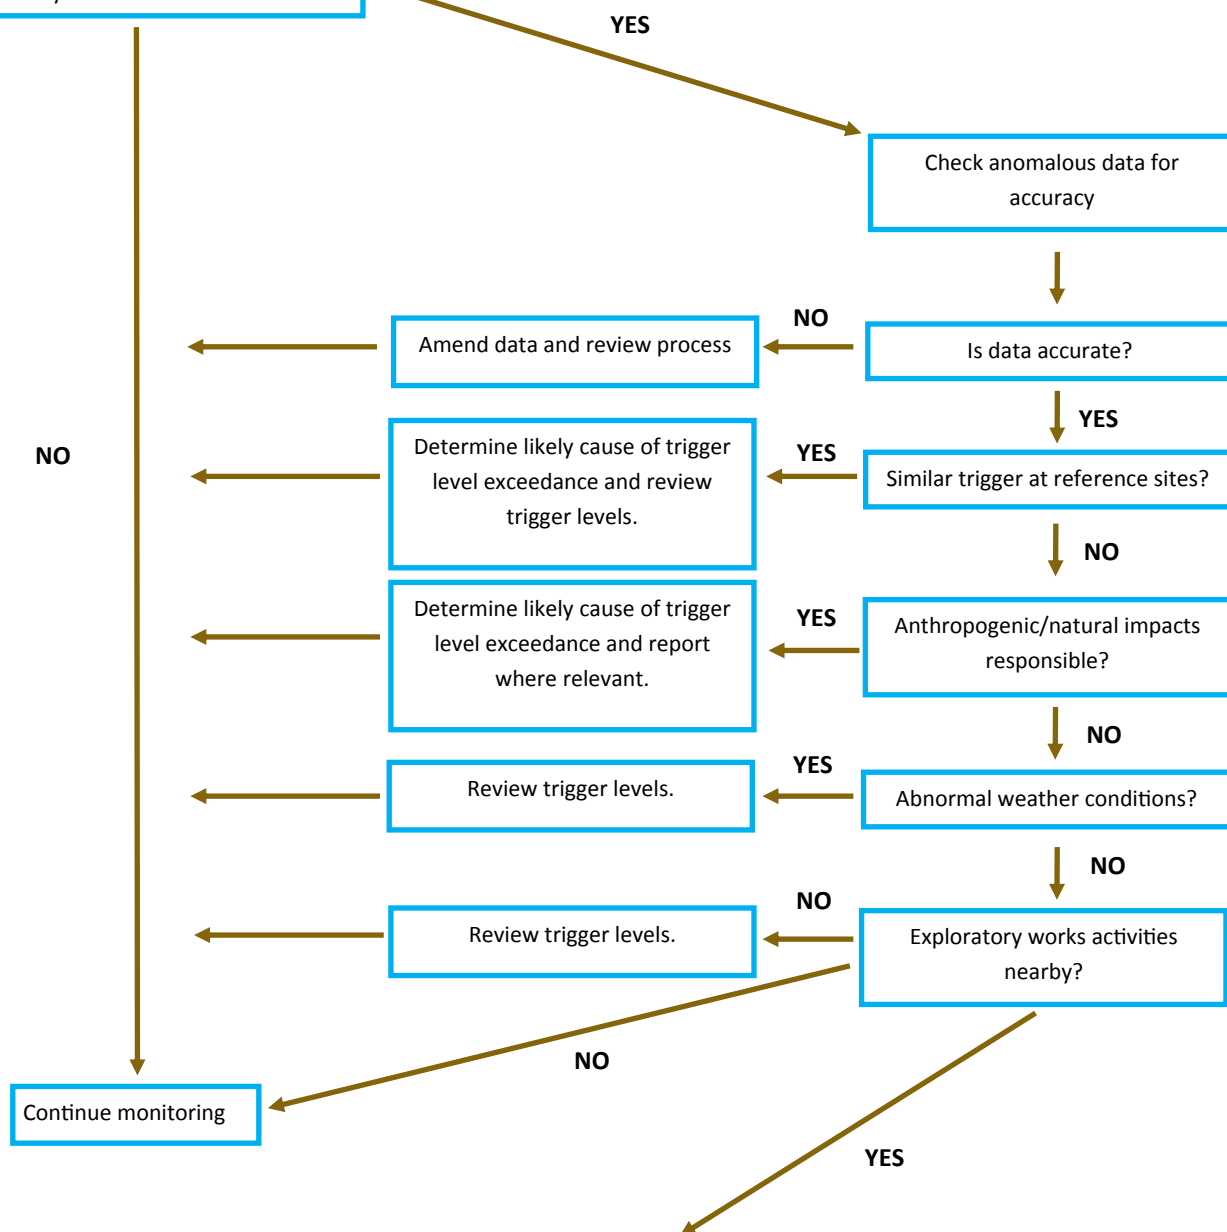 YES
Check anomalous data for
accuracy
NO
Amend data and review process
Is data accurate?
YES
NO
Determine likely cause of trigger
level exceedance and review
trigger levels.
YES
Similar trigger at reference sites?
NO
Determine likely cause of trigger
level exceedance and report
where relevant.
YES
Anthropogenic/natural impacts
responsible?
NO
YES
Review trigger levels.
Abnormal weather conditions?
NO
NO
Review trigger levels.
Exploratory works activities
nearby?
NO
Continue monitoring
YES